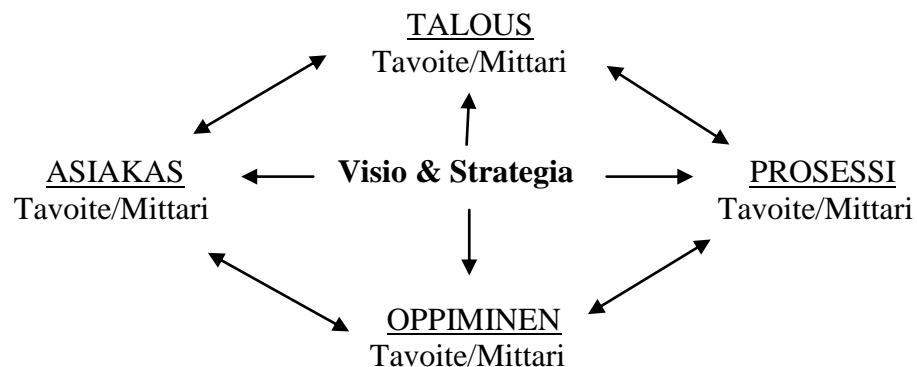 TALOUS
Tavoite/Mittari
ASIAKAS
Tavoite/Mittari
Visio & Strategia
PROSESSI
Tavoite/Mittari
OPPIMINEN
Tavoite/Mittari